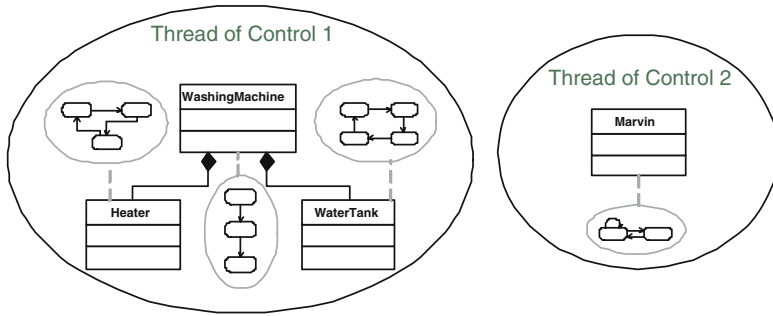 Thread of Control 1
Thread of Control 2
WashingMachine
Marvin
Heater
WaterTank